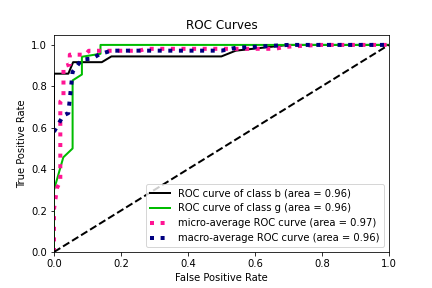 ROC Curves
True Positive Rate
1.0
0.8
0.6
0.4
0.2
0.0
ROC curve of class b (area = 0.96)
ROC curve of class g (area = 0.96)
micro-average ROC curve (area = 0.97)
macro-average ROC curve (area = 0.96)
0.0 0.2 0.4 0.6 0.8 1.0
False Positive Rate